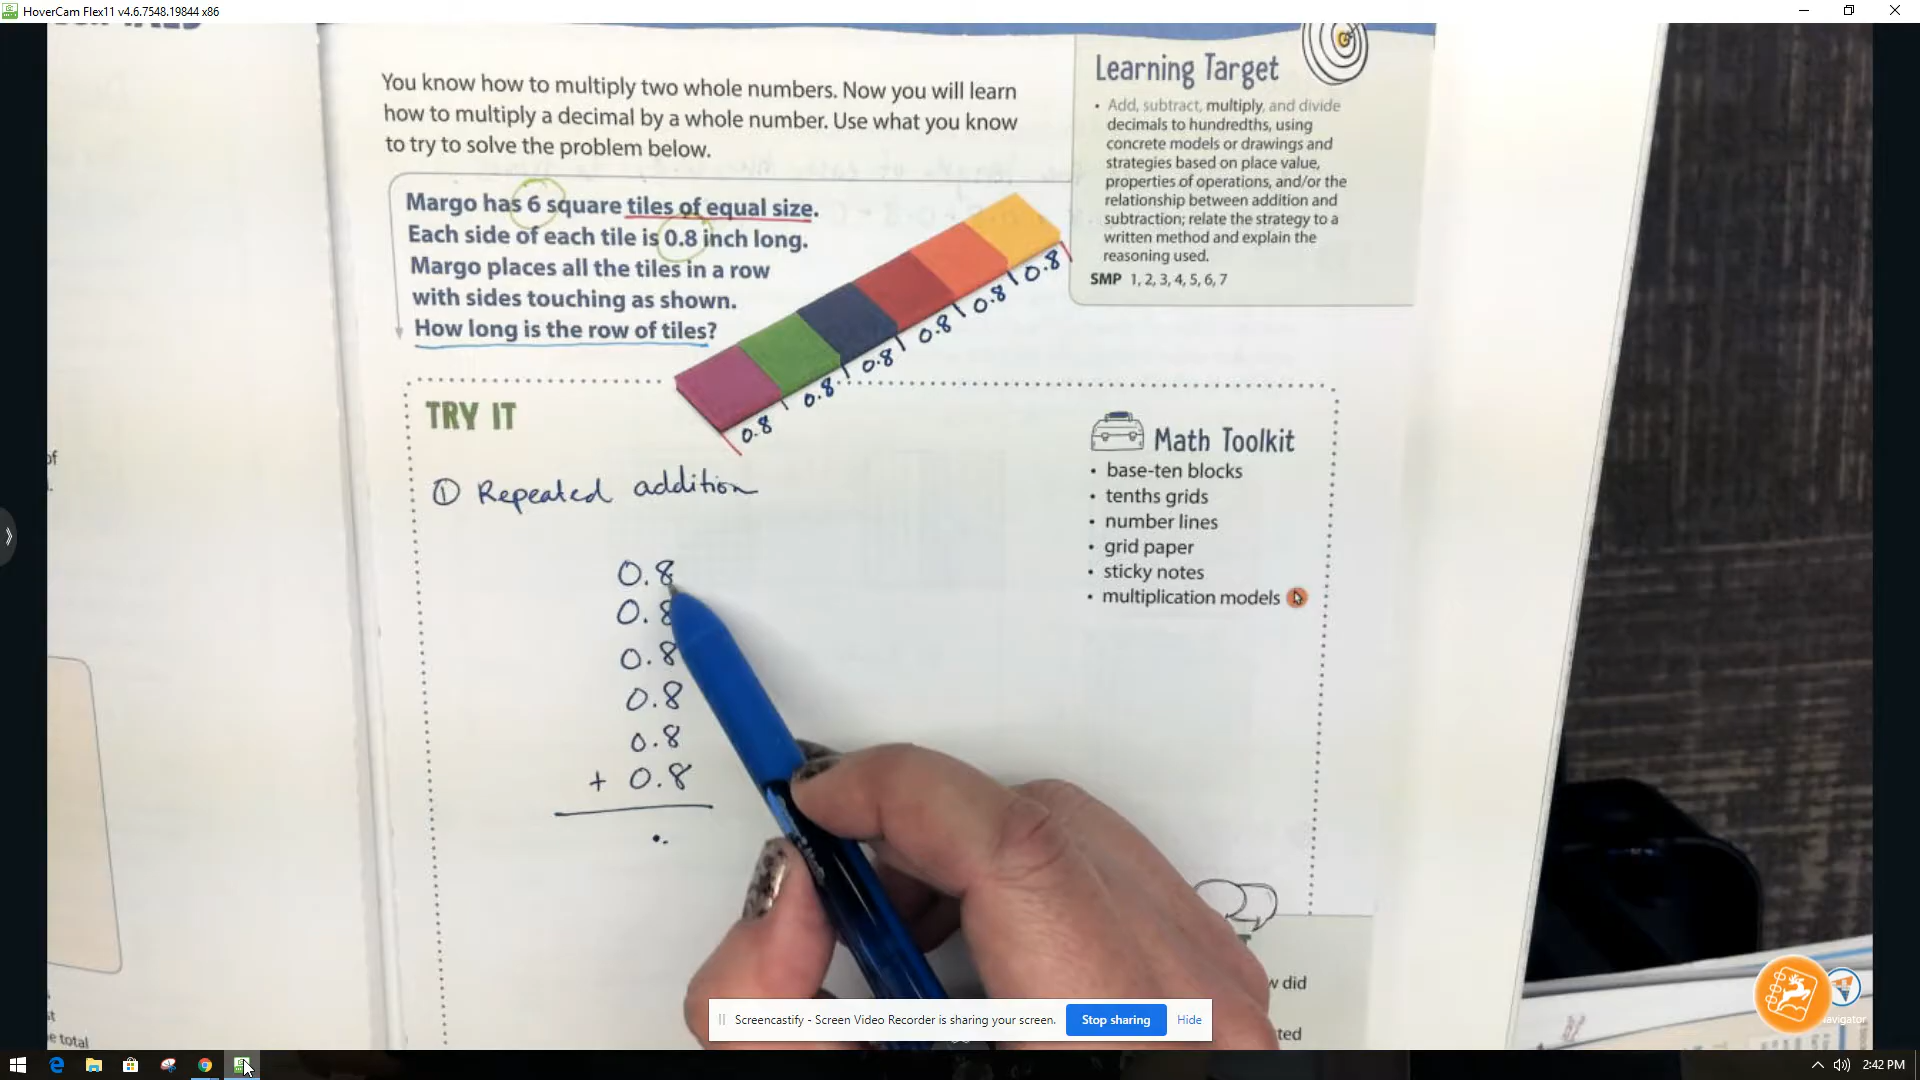 HoverCam Flex11 v4.6.7548.19844 x86
You know how to multiply two whole numbers. Now you will learn
how to multiply a decimal by a whole number. Use what you know
to try to solve the problem below.
Margo has 6 square tiles of equal size.
Each side of each tile is 0.8 inch long.
Margo places all the tiles in a row
with sides touching as shown.
How long is the row of tiles?
0.8
0.8
0.8
0.8
0.8
0.8
Learning Target
• Add, subtract, multiply, and divide
decimals to hundredths, using
concrete models or drawings and
strategies based on place value,
properties of operations, and/or the
relationship between addition and
subtraction; relate the strategy to a
written method and explain the
reasoning used.
SMP 1, 2, 3, 4, 5, 6, 7
TRY IT
① Repeated addition
0.8
0.8
0.8
0.8
0.8
+ 0.8
.
Math Toolkit
• base-ten blocks
• tenths grids
• number lines
• grid paper
• sticky notes
• multiplication models
of
total
did
Screencastify - Screen Video Recorder is sharing your screen.
Stop sharing
Hide
2:42 PM